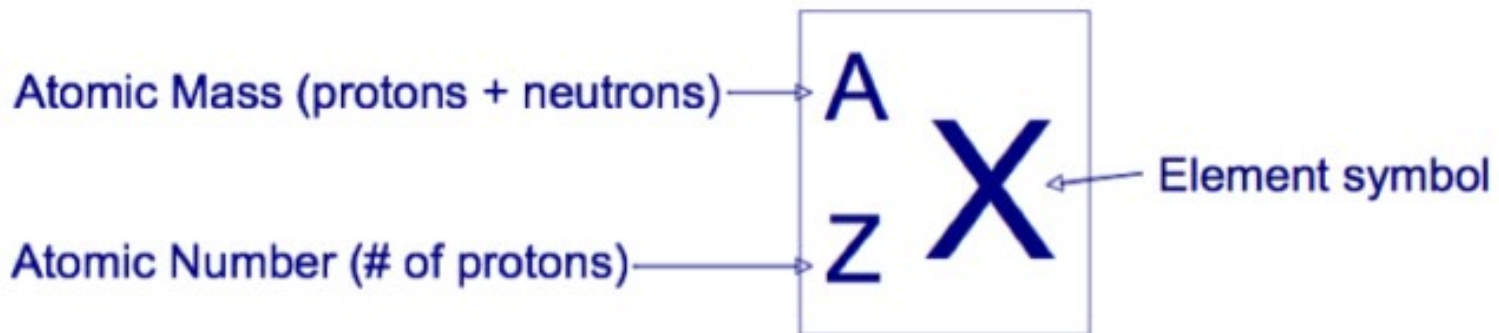 Atomic Mass (protons + neutrons)
A
X
Element symbol
Atomic Number (# of protons)
Z